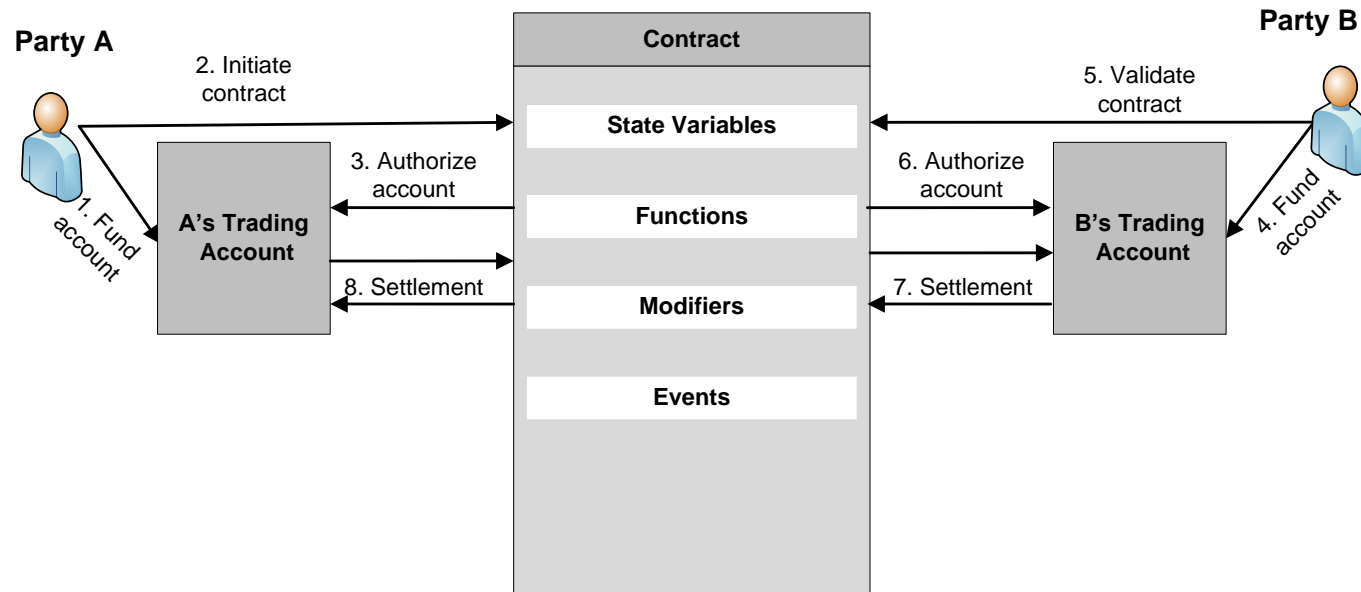 Party A
Contract
Party B
2. Initiate
contract
5. Validate
contract
State Variables
3. Authorize
account
6. Authorize
account
1. Fund
account
A’s Trading
Account
Functions
B’s Trading
Account
4. Fund
account
8. Settlement
Modifiers
7. Settlement
Events